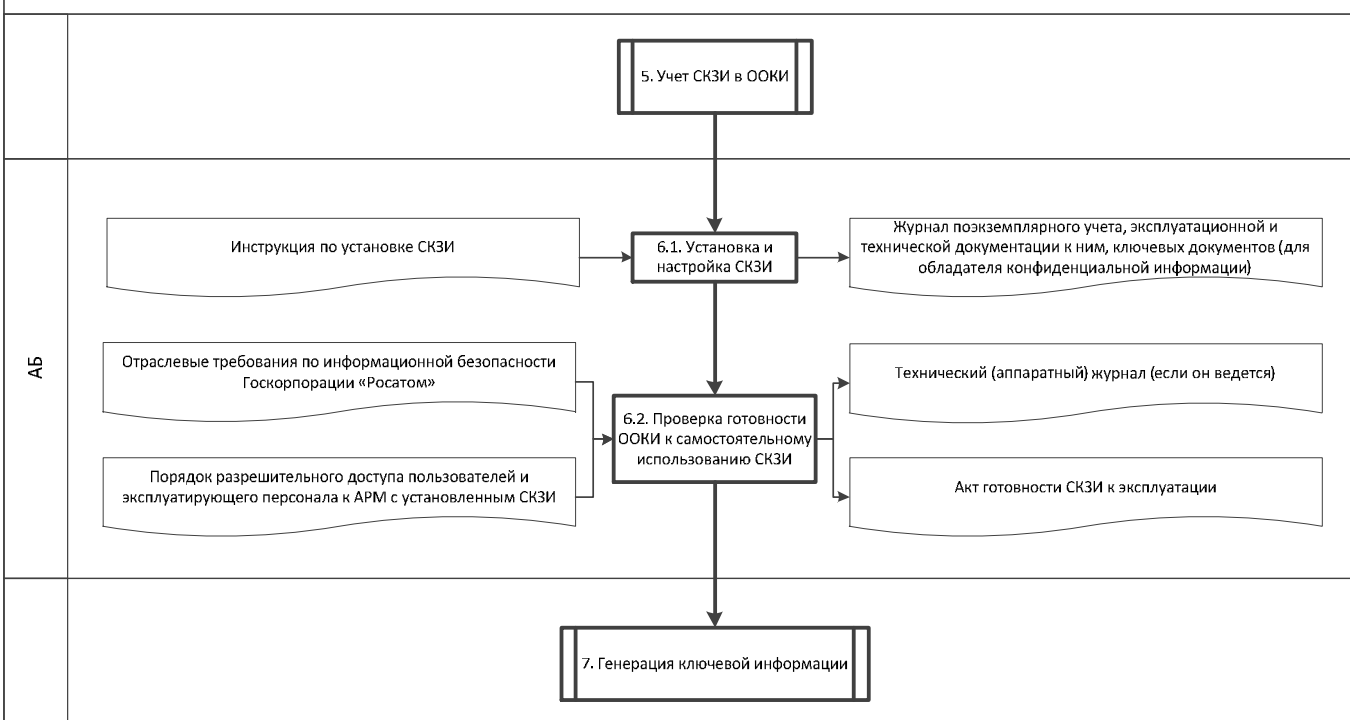 5. Учет СКЗИ в ООКИ
АБ
Инструкция по установке СКЗИ
6.1. Установка и
настройка СКЗИ
Журнал поэкземплярного учета, эксплуатационной и
технической документации к ним, ключевых документов (для
обладателя конфиденциальной информации)
Отраслевые требования по информационной безопасности
Госкорпорации «Росатом»
Порядок разрешительного доступа пользователей и
эксплуатирующего персонала к АРМ с установленным СКЗИ
6.2. Проверка готовности
ООКИ к самостоятельному
использованию СКЗИ
Технический (аппаратный) журнал (если он ведется)
Акт готовности СКЗИ к эксплуатации
7. Генерация ключевой информации